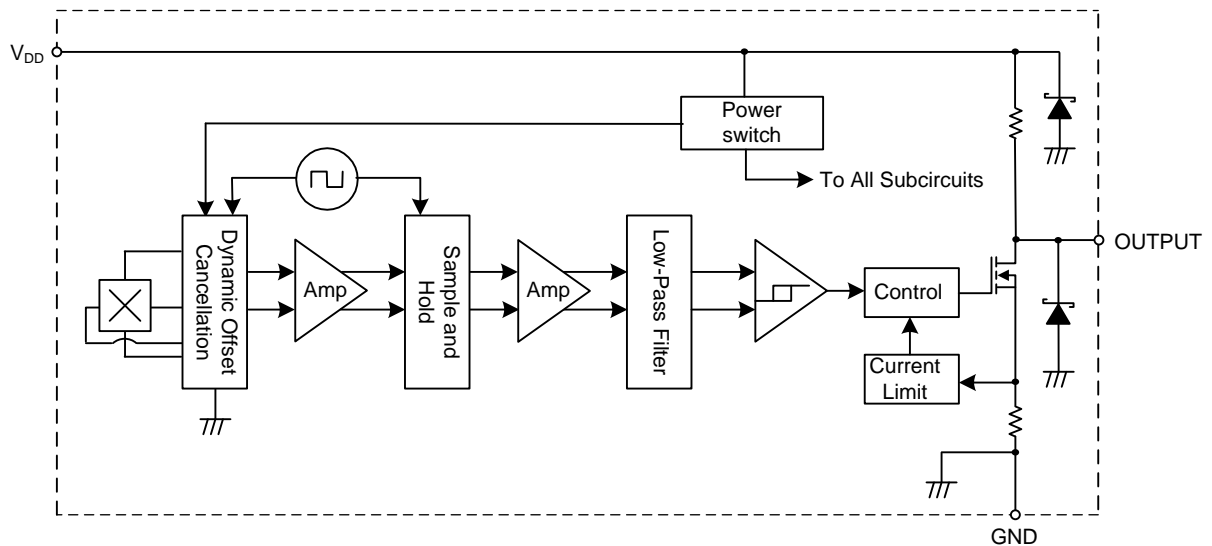 VDD
Power
switch
To All Subcircuits
Dynamic Offset
Cancellation
Amp
Sample and
Hold
Amp
Low-Pass Filter
Control
Current
Limit
OUTPUT
GND